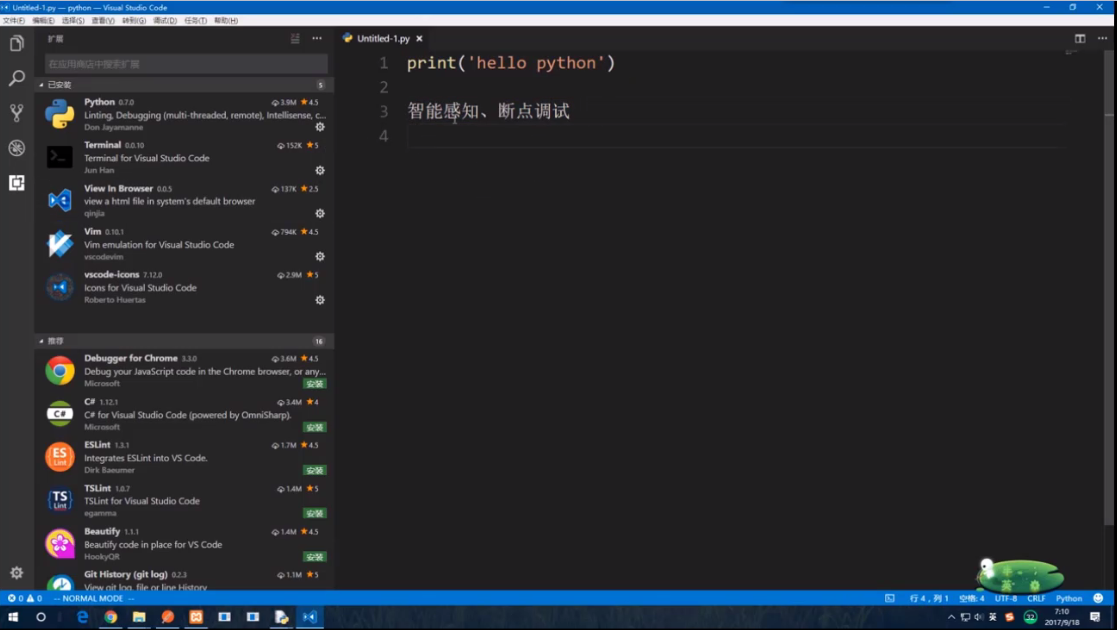 Untitled-1.py — python — Visual Studio Code
文件(F) 编辑(E) 选择(S) 查看(V) 转到(G) 调试(D) 任务(T) 帮助(H)
扩展
Untitled-1.py
在应用商店中搜索扩展
已安装 5
Python 0.7.0 3.9M 4.5
Linting, Debugging (multi-threaded, remote), Intellisense, c...
Don Jayamanne
Terminal 0.0.10 152K 5
Terminal for Visual Studio Code
Jun Han
View In Browser 0.0.5 137K 2.5
view a html file in system's default browser
qinjia
Vim 0.10.1 794K 4.5
Vim emulation for Visual Studio Code
vscodevim
vscode-icons 7.12.0 2.9M 5
Icons for Visual Studio Code
Roberto Huertas
推荐 16
Debugger for Chrome 3.3.0 3.6M 4.5
Debug your JavaScript code in the Chrome browser, or any...
Microsoft 安装
C# 1.12.1 3.4M 4
C# for Visual Studio Code (powered by OmniSharp).
Microsoft 安装
ESLint 1.3.1 1.7M 4.5
Integrates ESLint into VS Code.
Dirk Baeumer 安装
TSLint 1.0.7 1.4M 5
TSLint for Visual Studio Code
egamma 安装
Beautify 1.1.1 1.4M 4.5
Beautify code in place for VS Code
HookyQR 安装
Git History (git log) 0.2.3 1.1M 5
View git log, file or line History
1 print('hello python')
2
3 智能感知、断点调试
4
0 0 -- NORMAL MODE -- 行 4，列 1 空格: 4 UTF-8 CRLF Python
英 32 7:10
2017/9/18